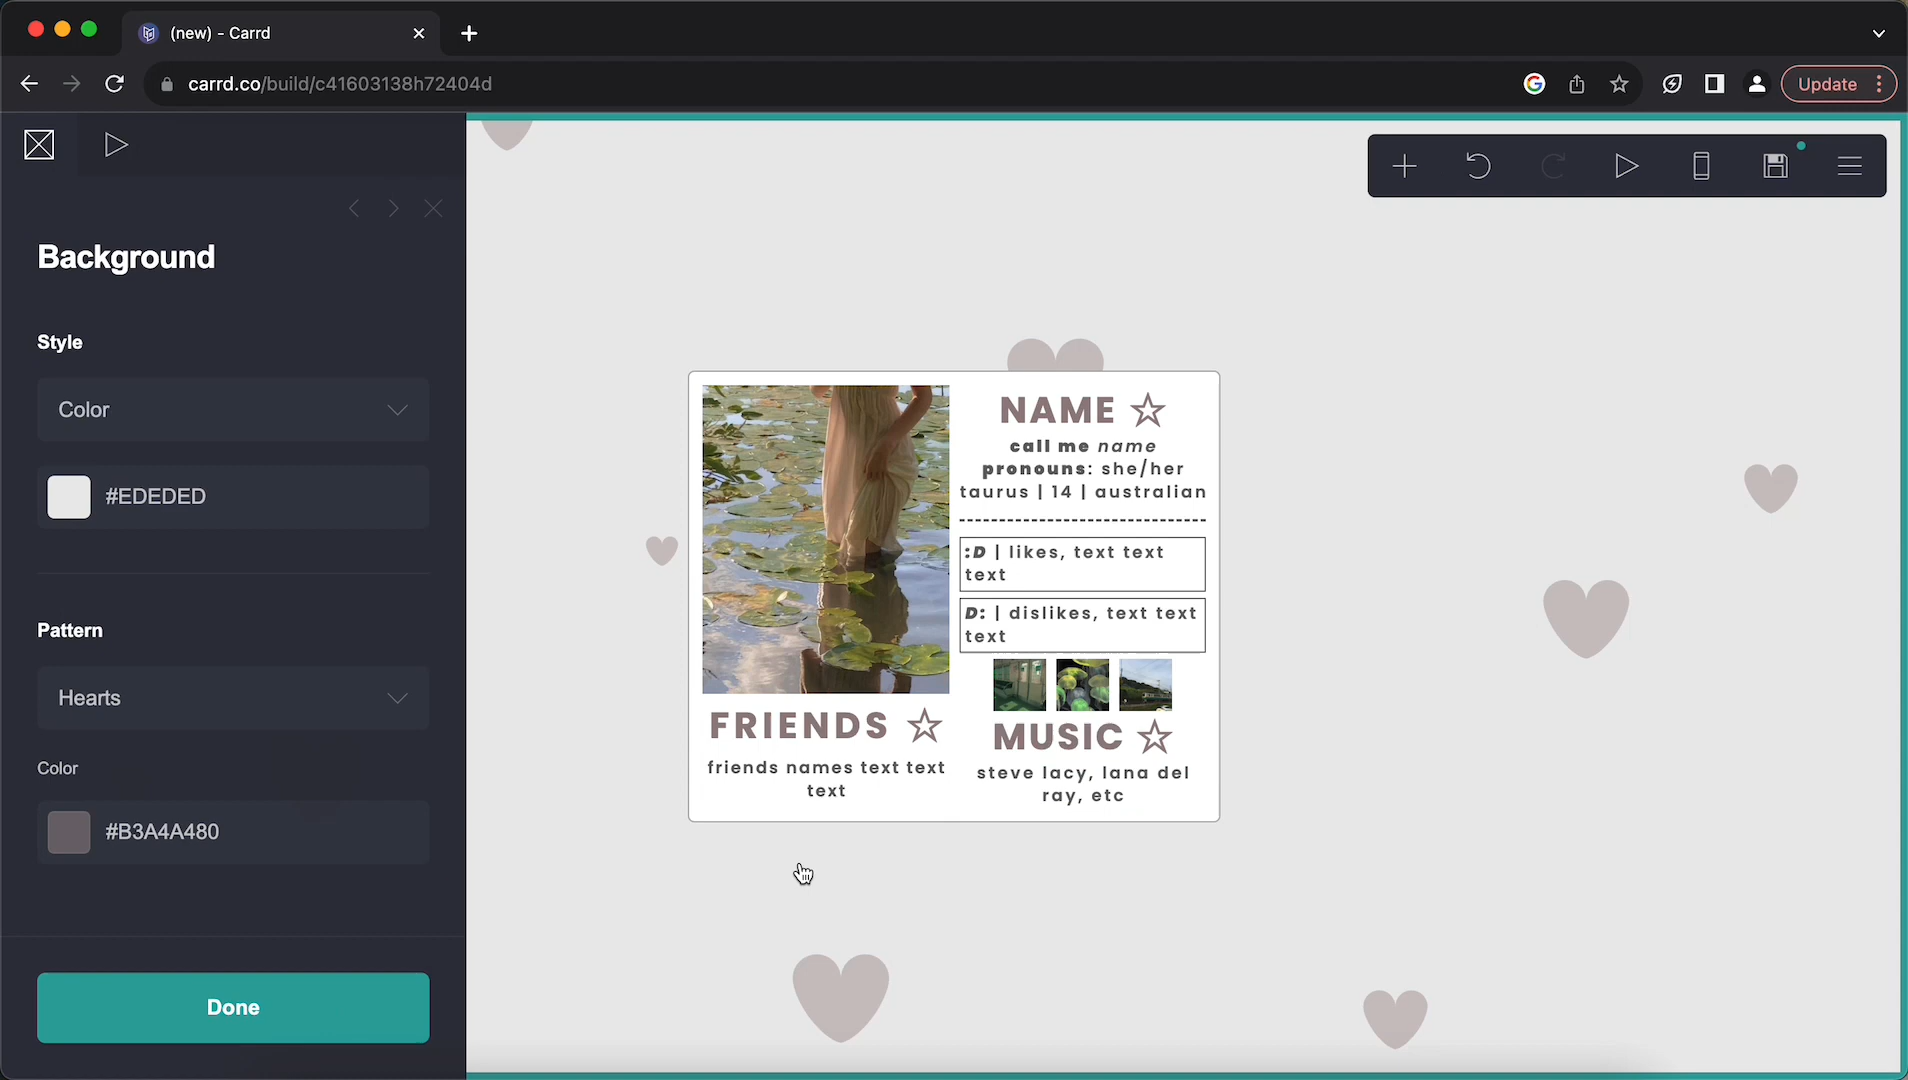 (new) - Carrd
carrd.co/build/c41603138h72404d
Update
Background
Style
Color
#EDEDED
Pattern
Hearts
Color
#B3A4A480
Done
NAME ☆
call me name
pronouns: she/her
taurus | 14 | australian
:D | likes, text text
text
D: | dislikes, text text
text
FRIENDS ☆
friends names text text
text
MUSIC ☆
steve lacy, lana del
ray, etc